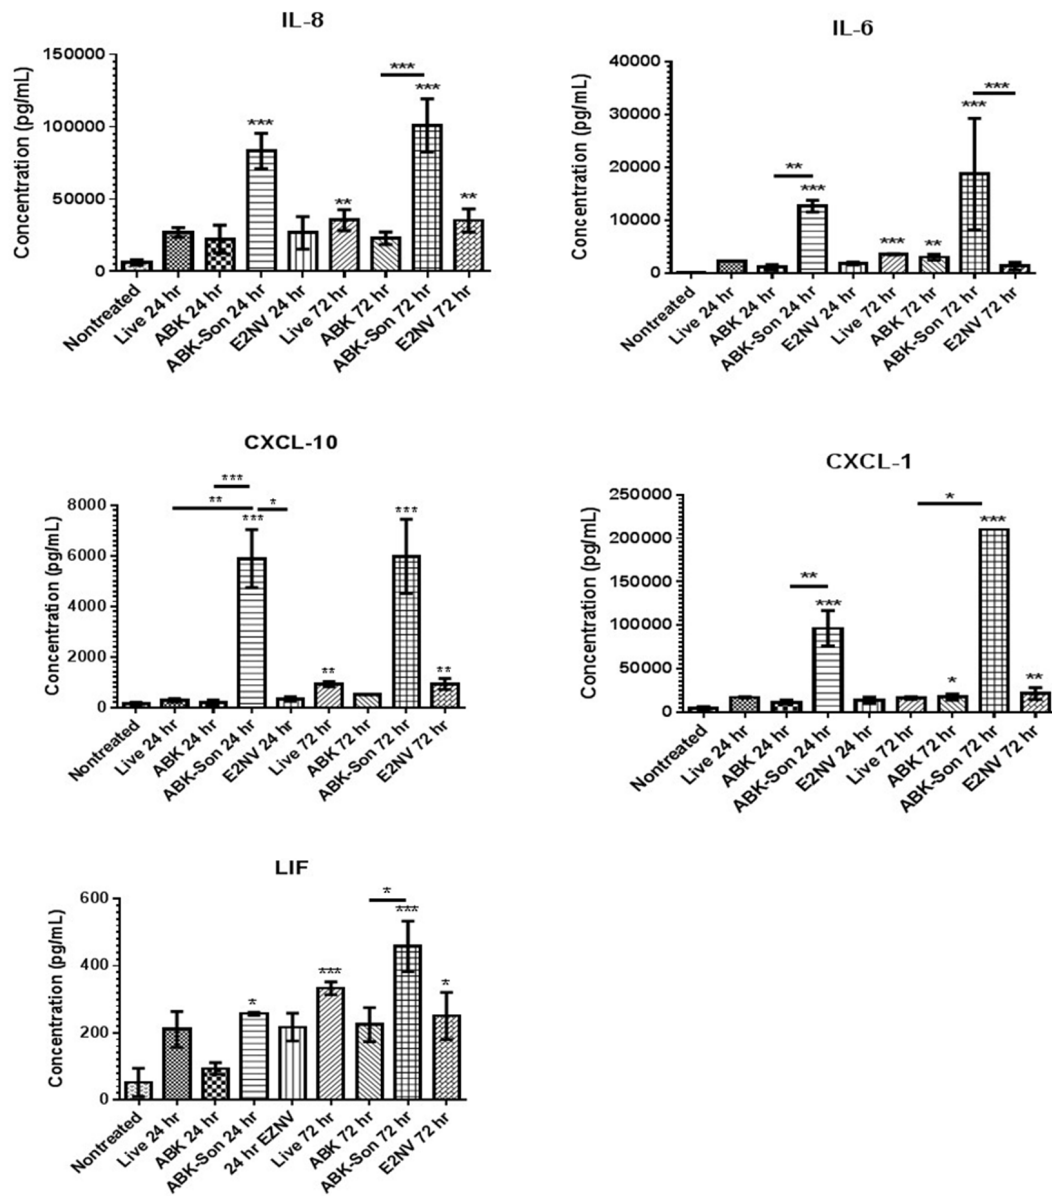 IL-8
Concentration (pg/mL)
150000
100000
50000
0
***
***
***
**
**
Nontreated
Live 24 hr
ABK 24 hr
ABK-Son 24 hr
E2NV 24 hr
Live 72 hr
ABK 72 hr
ABK-Son 72 hr
E2NV 72 hr
IL-6
Concentration (pg/mL)
40000
30000
20000
10000
0
***
***
**
***
***
**
Nontreated
Live 24 hr
ABK 24 hr
ABK-Son 24 hr
E2NV 24 hr
Live 72 hr
ABK 72 hr
ABK-Son 72 hr
E2NV 72 hr
CXCL-10
Concentration (pg/mL)
8000
6000
4000
2000
0
***
** *
*** ***
** **
Nontreated
Live 24 hr
ABK 24 hr
ABK-Son 24 hr
E2NV 24 hr
Live 72 hr
ABK 72 hr
ABK-Son 72 hr
E2NV 72 hr
CXCL-1
Concentration (pg/mL)
250000
200000
150000
100000
50000
0
*
***
**
***
*
**
Nontreated
Live 24 hr
ABK 24 hr
ABK-Son 24 hr
E2NV 24 hr
Live 72 hr
ABK 72 hr
ABK-Son 72 hr
E2NV 72 hr
LIF
Concentration (pg/mL)
600
400
200
0
*
***
***
*
*
Nontreated
Live 24 hr
ABK 24 hr
ABK-Son 24 hr
24 hr EZNV
Live 72 hr
ABK 72 hr
ABK-Son 72 hr
E2NV 72 hr